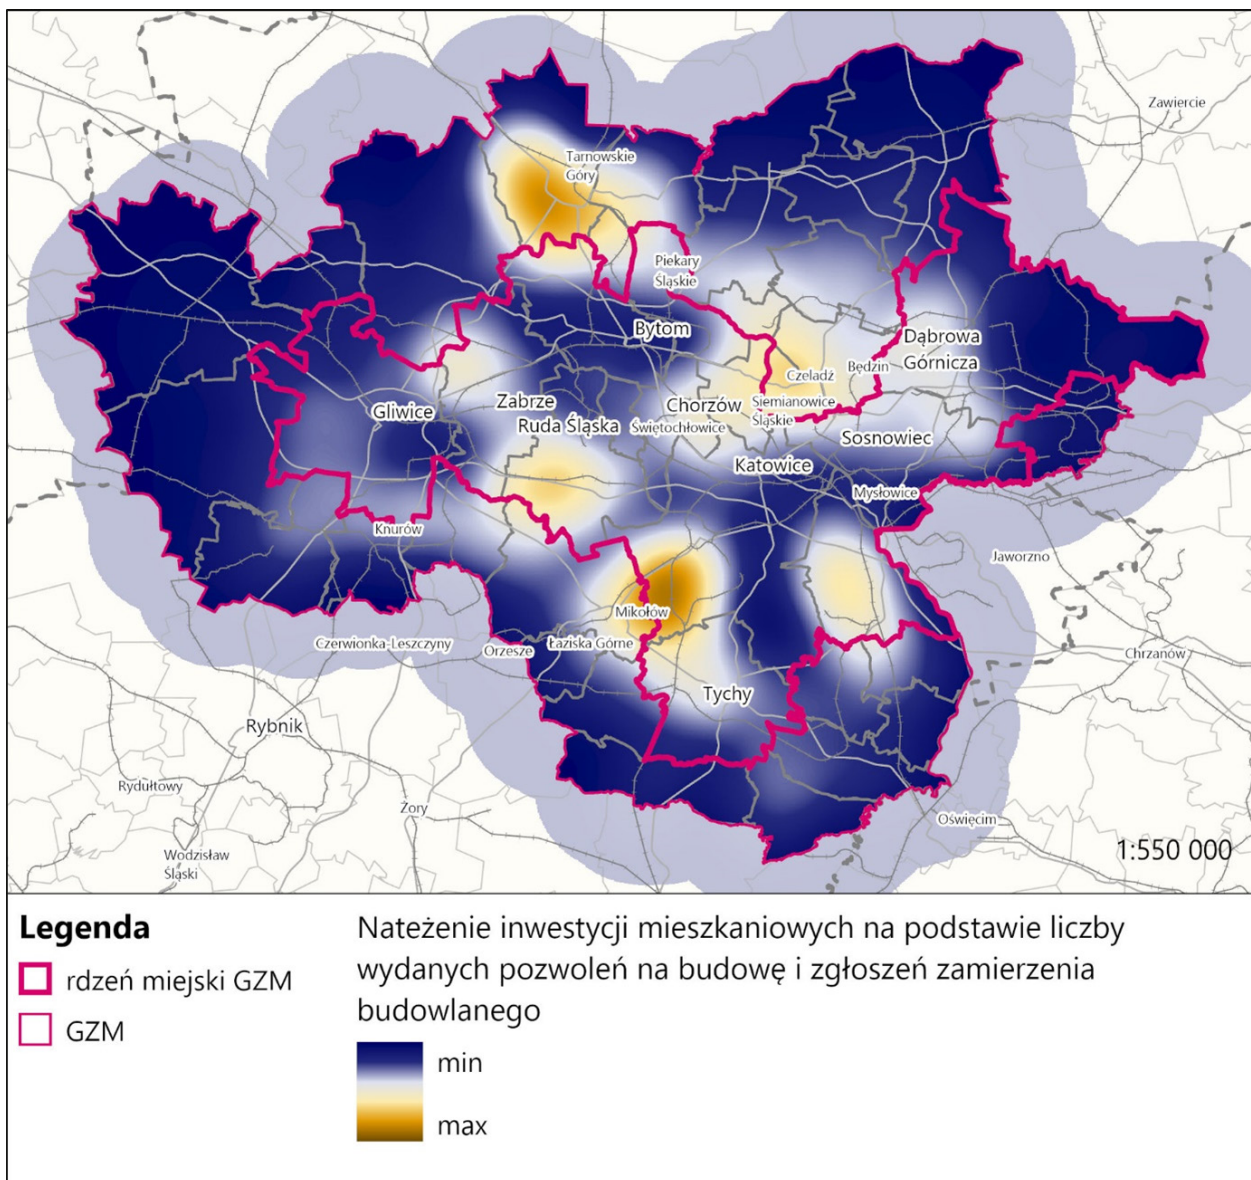 Zawiercie
Tarnowskie
Góry
Piekary
Śląskie
Bytom
Dąbrowa
Górnicza
Będzin
Czeladź
Zabrze
Chorzów
Siemianowice
Śląskie
Gliwice
Ruda Śląska
Świętochłowice
Sosnowiec
Katowice
Mysłowice
Knurów
Jaworzno
Mikołów
Czerwionka-Leszczyny
Orzesze
Łaziska Górne
Chrzanów
Tychy
Rybnik
Rydułtowy
Żory
Oświęcim
Wodzisław
Śląski
1:550 000
Legenda
rdzeń miejski GZM
GZM
Nateżenie inwestycji mieszkaniowych na podstawie liczby
wydanych pozwoleń na budowę i zgłoszeń zamierzenia
budowlanego
min
max